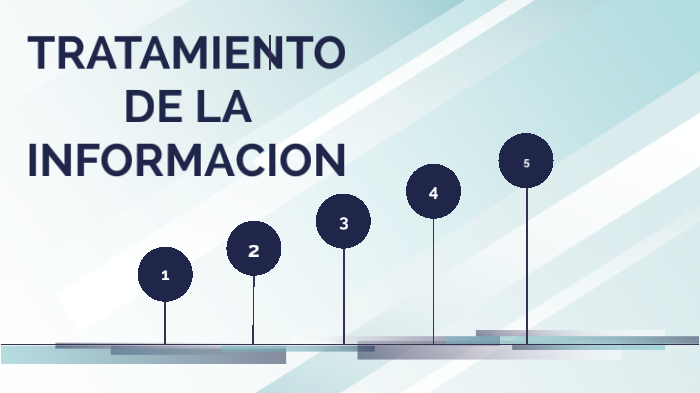 TRATAMIENTO
DE LA
INFORMACION
1
2
3
4
5